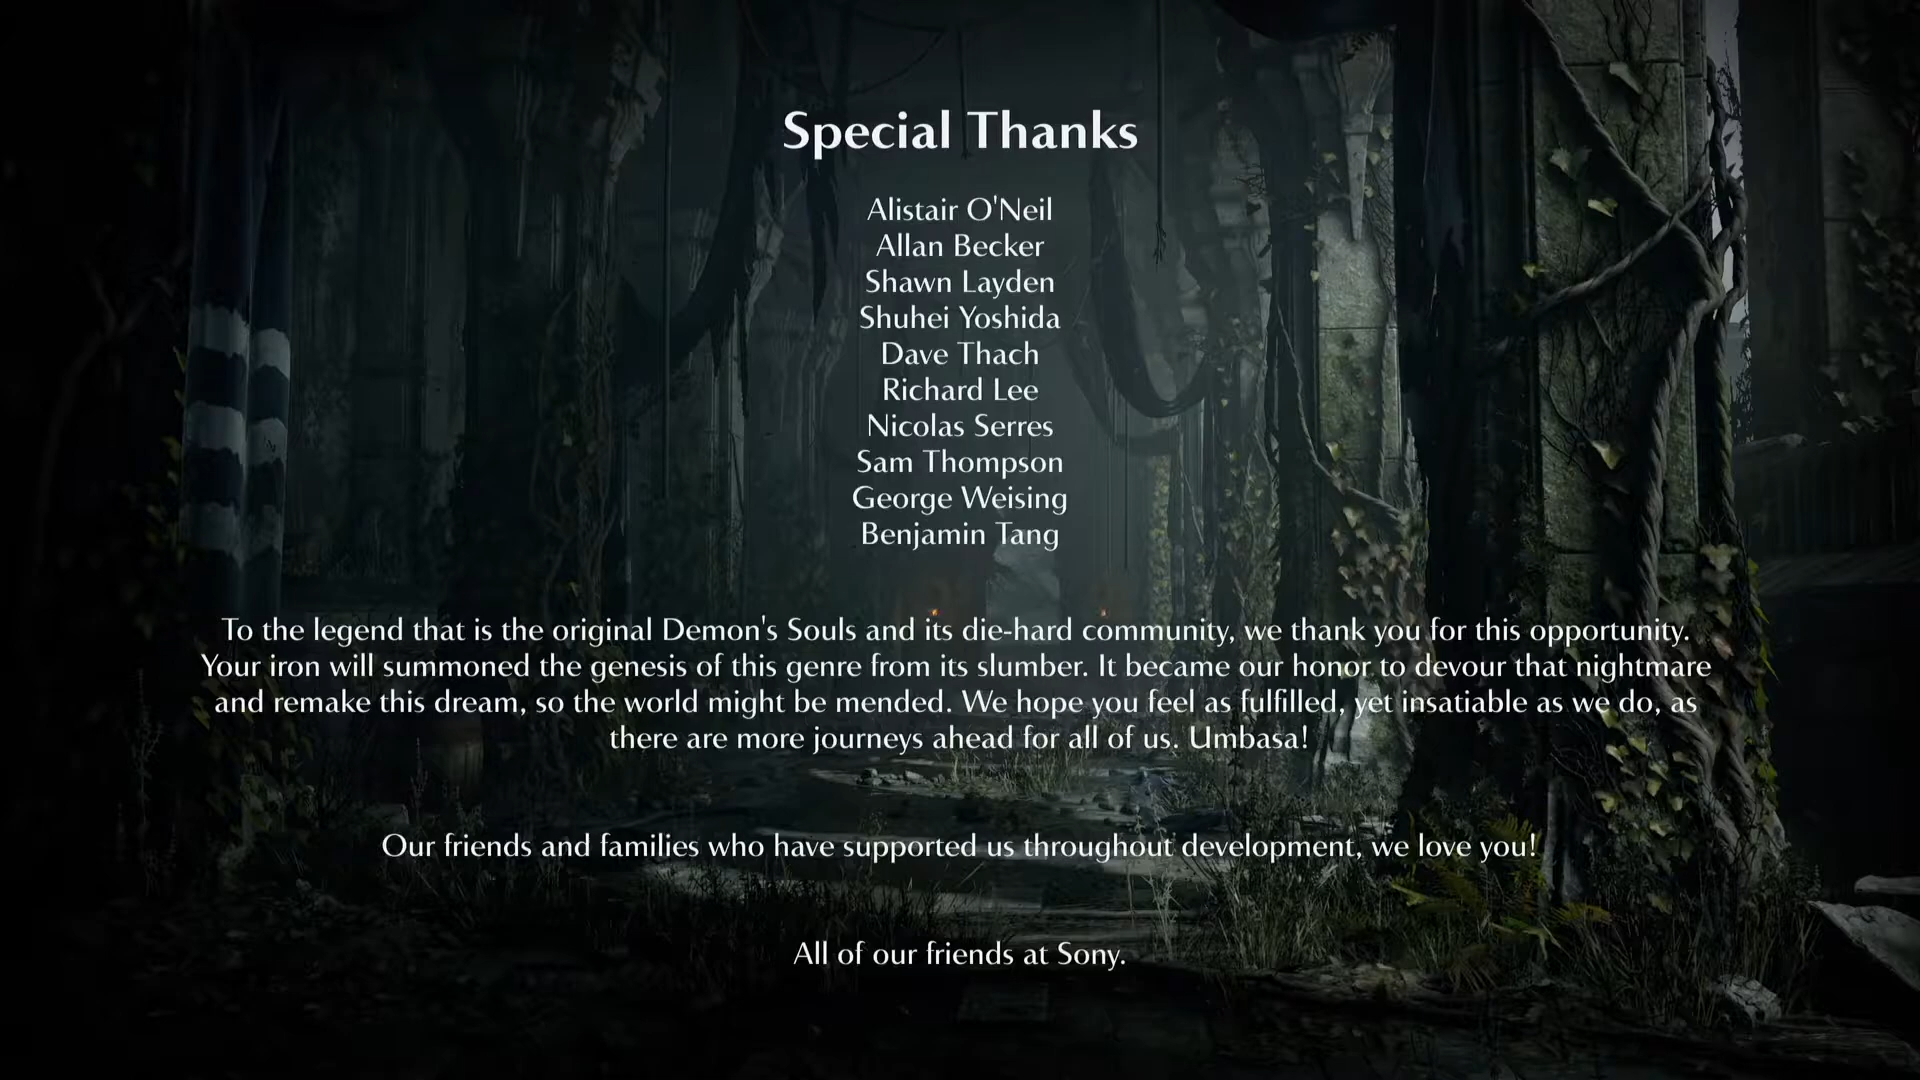 Special Thanks
Alistair O'Neil
Allan Becker
Shawn Layden
Shuhei Yoshida
Dave Thach
Richard Lee
Nicolas Serres
Sam Thompson
George Weising
Benjamin Tang
To the legend that is the original Demon's Souls and its die-hard community, we thank you for this opportunity.
Your iron will summoned the genesis of this genre from its slumber. It became our honor to devour that nightmare
and remake this dream, so the world might be mended. We hope you feel as fulfilled, yet insatiable as we do, as
there are more journeys ahead for all of us. Umbasa!
Our friends and families who have supported us throughout development, we love you!
All of our friends at Sony.